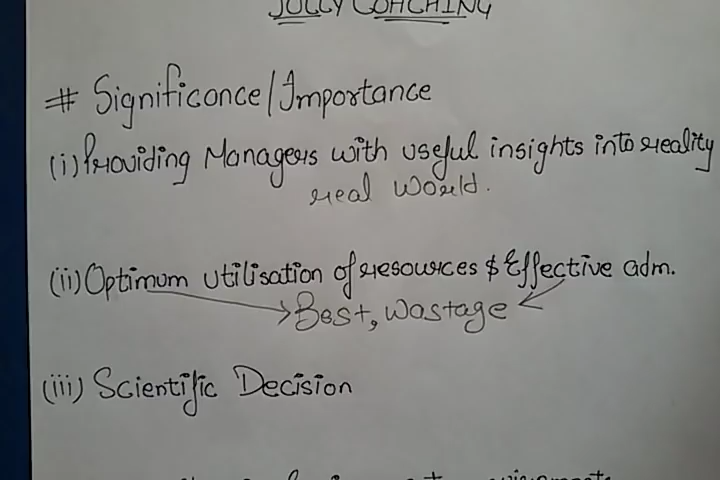 JOLLY COACHING
# Significonce/Importance
(i) Providing Managers with useful insights into reality
real World.
(ii) Optimum utilisation of resources & Effective adm.
Best, Wastage
(iii) Scientific Decision